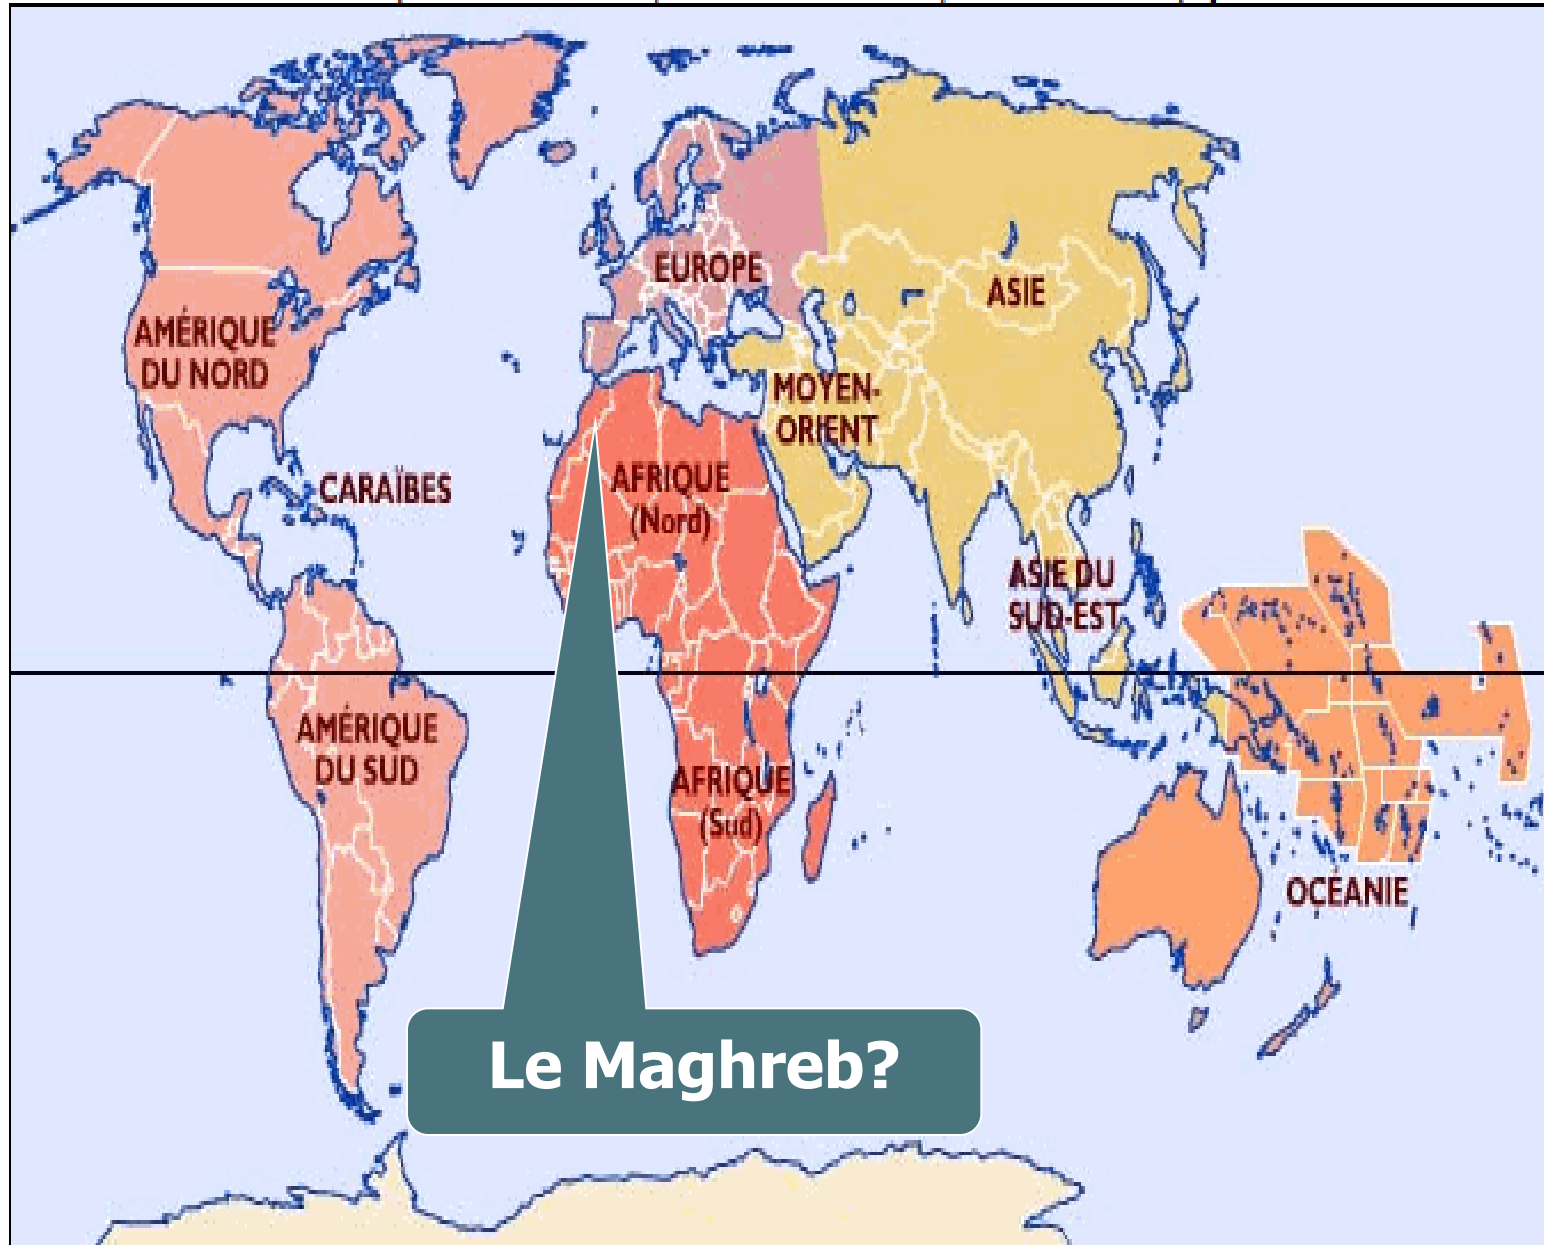 EUROPE
ASIE
AMÉRIQUE
DU NORD
MOYEN-
ORIENT
CARAÏBES
AFRIQUE
(Nord)
ASIE DU
SUD-EST
AMÉRIQUE
DU SUD
AFRIQUE
(Sud)
OCÉANIE
Le Maghreb?